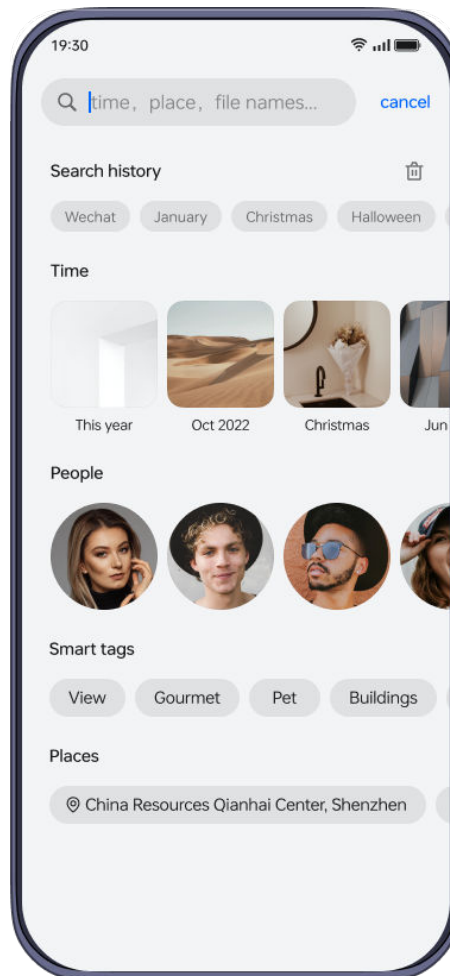 19:30
time, place, file names...
cancel
Search history
Wechat January Christmas Halloween
Time
This year Oct 2022 Christmas Jun
People
Smart tags
View Gourmet Pet Buildings
Places
China Resources Qianhai Center, Shenzhen